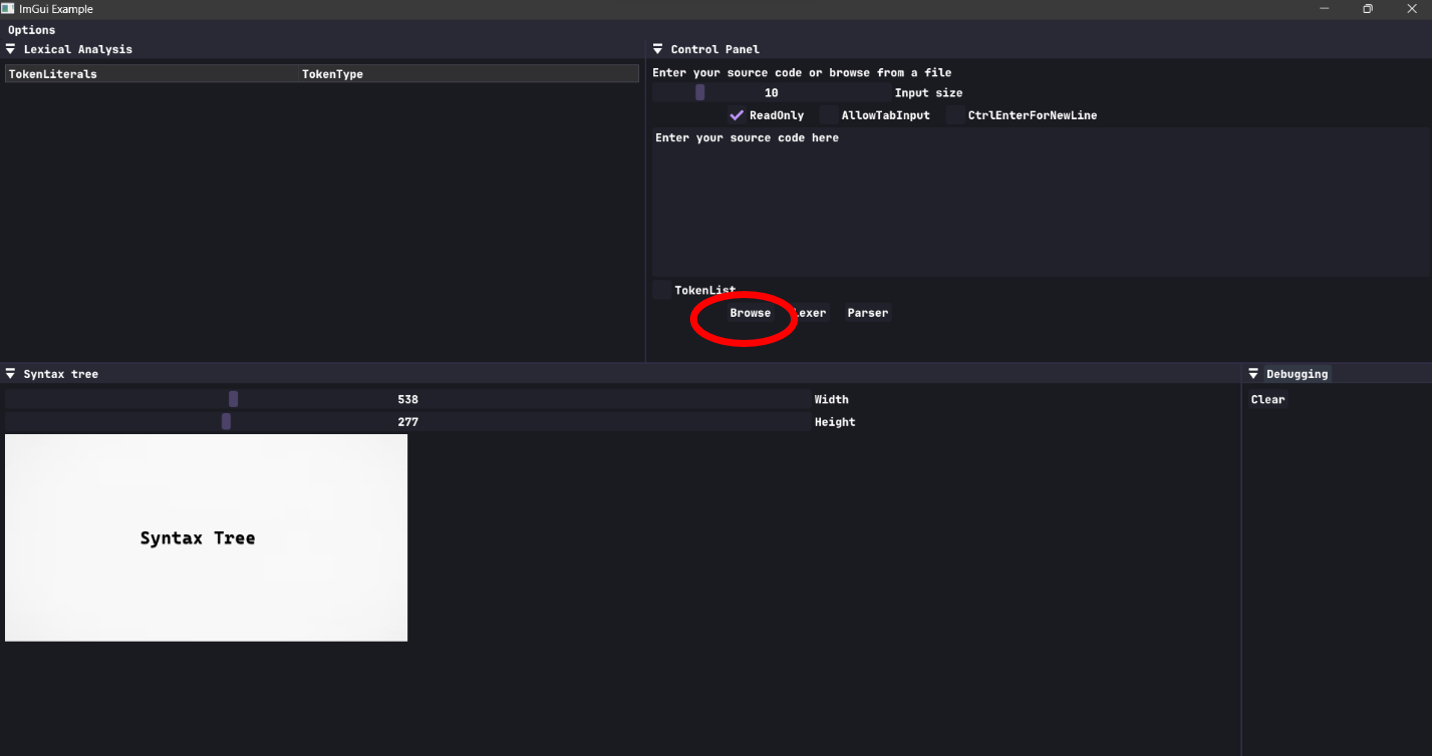 ImGui Example
Options
Lexical Analysis
TokenLiterals TokenType
Control Panel
Enter your source code or browse from a file
10 Input size
ReadOnly AllowTabInput CtrlEnterForNewLine
Enter your source code here
TokenList
Browse Lexer Parser
Syntax tree
538 Width
277 Height
Syntax Tree
Debugging
Clear